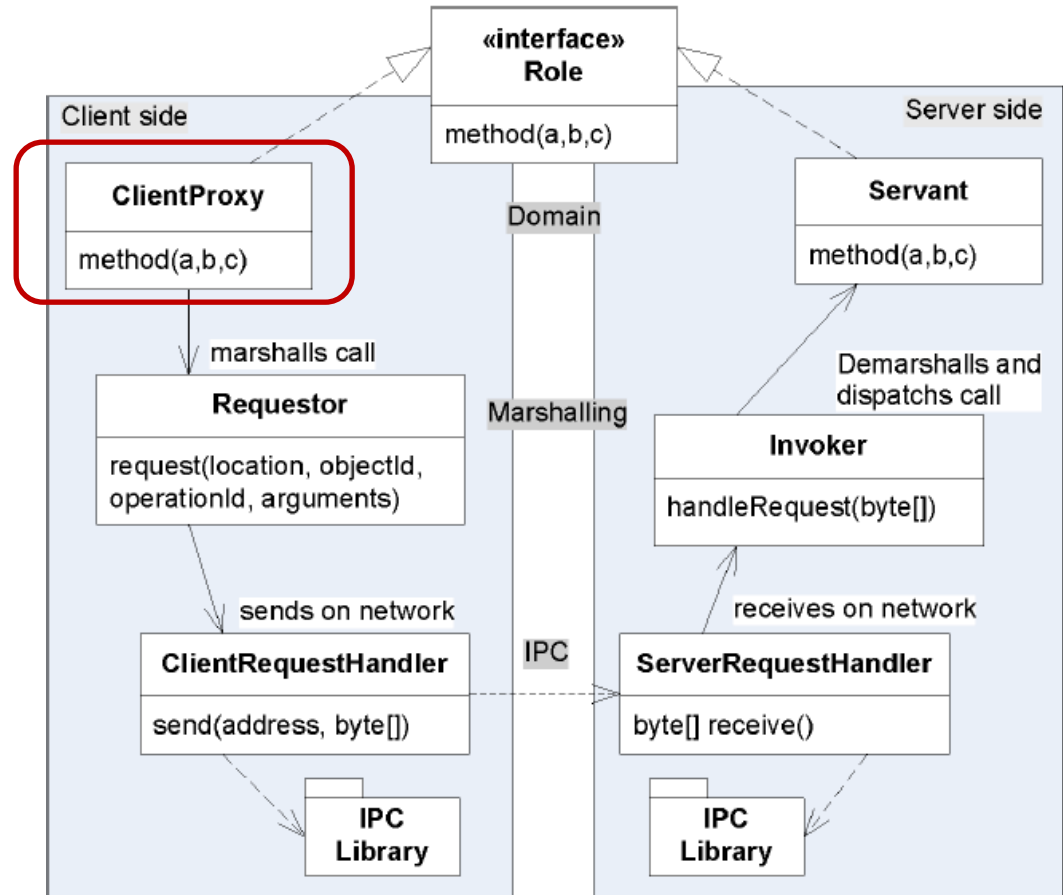 «interface»
Role
method(a,b,c)
Client side
Server side
ClientProxy
method(a,b,c)
Domain
Servant
method(a,b,c)
marshalls call
Requestor
request(location, objectId,
operationId, arguments)
Marshalling
Demarshalls and
dispatchs call
Invoker
handleRequest(byte[])
sends on network
receives on network
ClientRequestHandler
send(address, byte[])
IPC
ServerRequestHandler
byte[] receive()
IPC
Library
IPC
Library